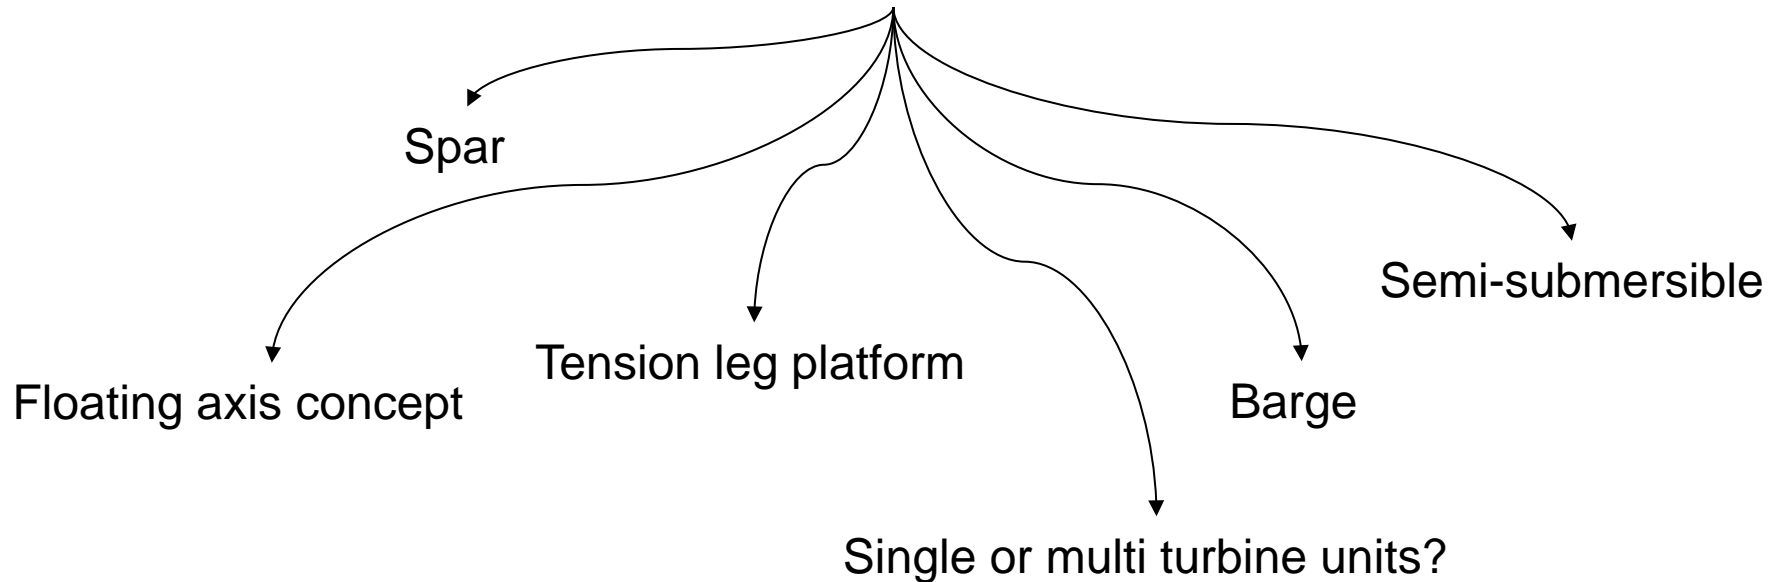 Spar
Semi-submersible
Tension leg platform
Floating axis concept
Barge
Single or multi turbine units?